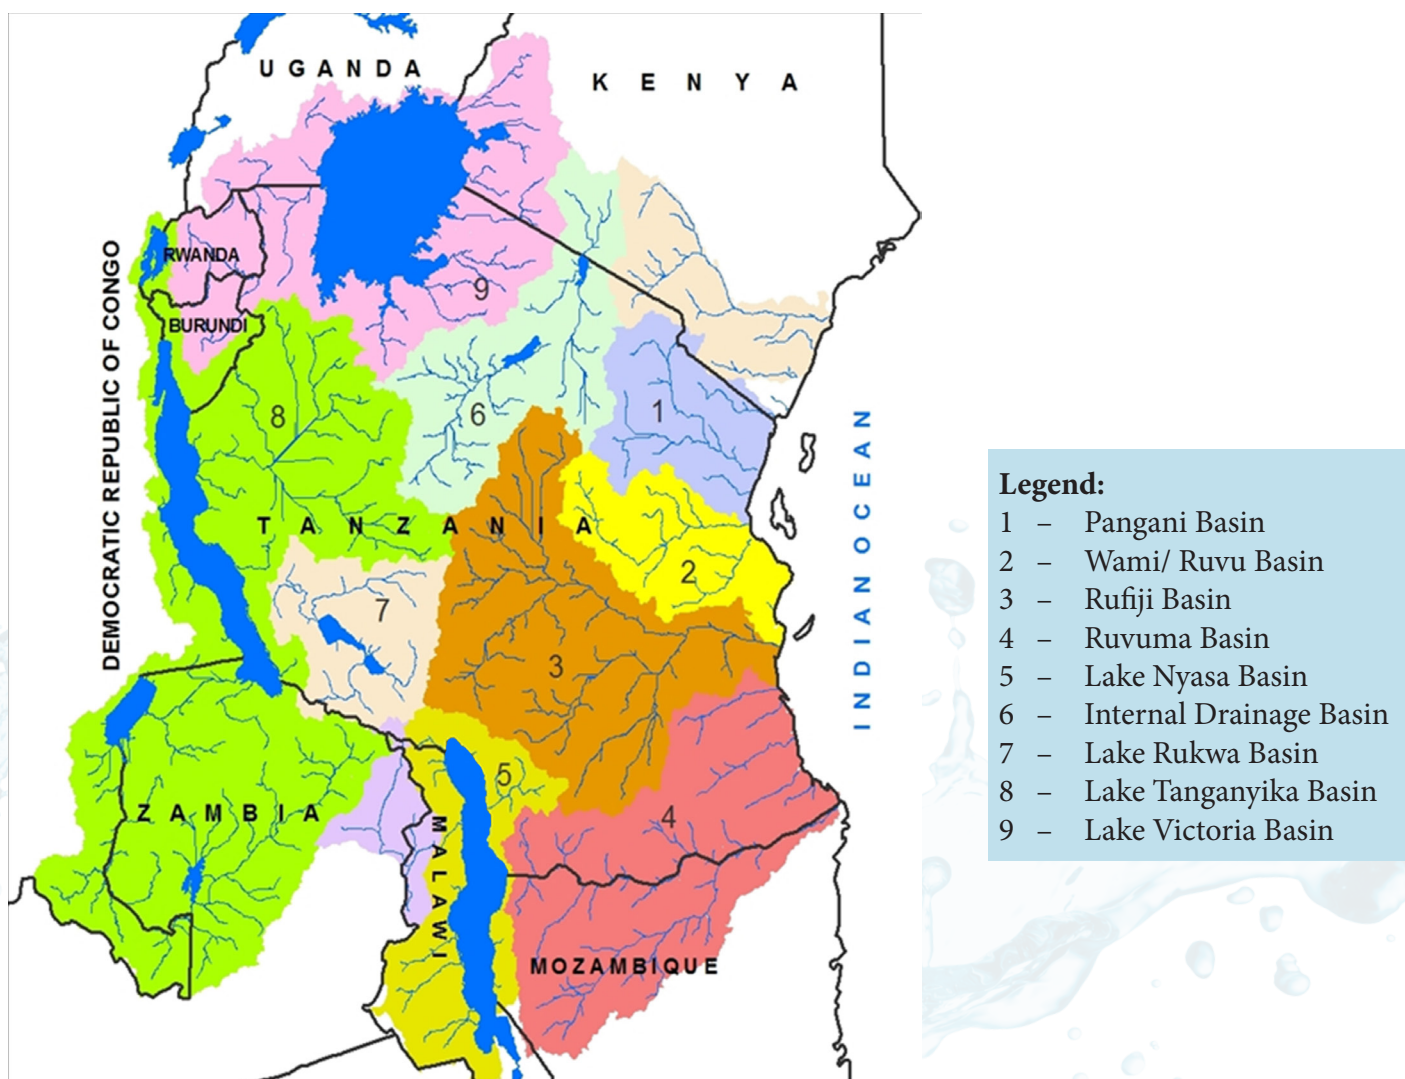 UGANDA
KENYA
DEMOCRATIC REPUBLIC OF CONGO
RWANDA
BURUNDI
9
8
6
1
TANZANIA
2
7
3
INDIAN OCEAN
5
ZAMBIA
4
MALAWI
MOZAMBIQUE
Legend:
1 – Pangani Basin
2 – Wami/ Ruvu Basin
3 – Rufiji Basin
4 – Ruvuma Basin
5 – Lake Nyasa Basin
6 – Internal Drainage Basin
7 – Lake Rukwa Basin
8 – Lake Tanganyika Basin
9 – Lake Victoria Basin